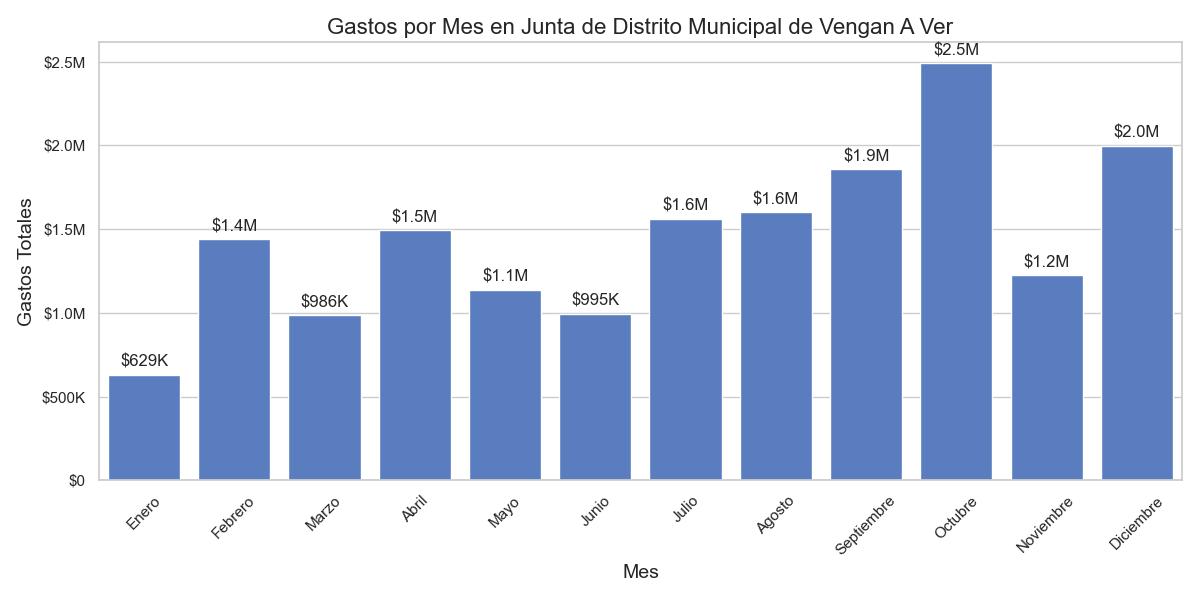 Gastos por Mes en Junta de Distrito Municipal de Vengan A Ver
Gastos Totales
$2.5M
$2.0M
$1.5M
$1.0M
$500K
$0
$629K
$1.4M
$986K
$1.5M
$1.1M
$995K
$1.6M
$1.6M
$1.9M
$2.5M
$1.2M
$2.0M
Enero
Febrero
Marzo
Abril
Mayo
Junio
Julio
Agosto
Septiembre
Octubre
Noviembre
Diciembre
Mes